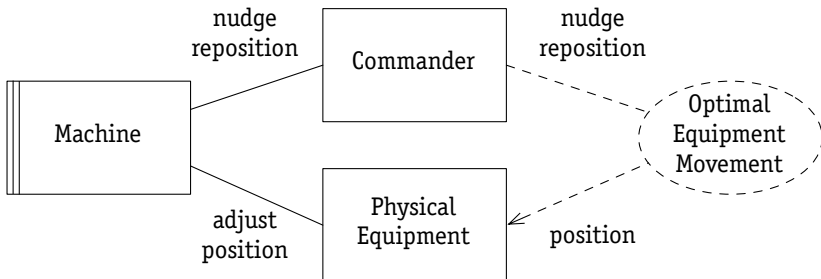 nudge
reposition
Commander
nudge
reposition
Machine
Optimal
Equipment
Movement
adjust
position
Physical
Equipment
position